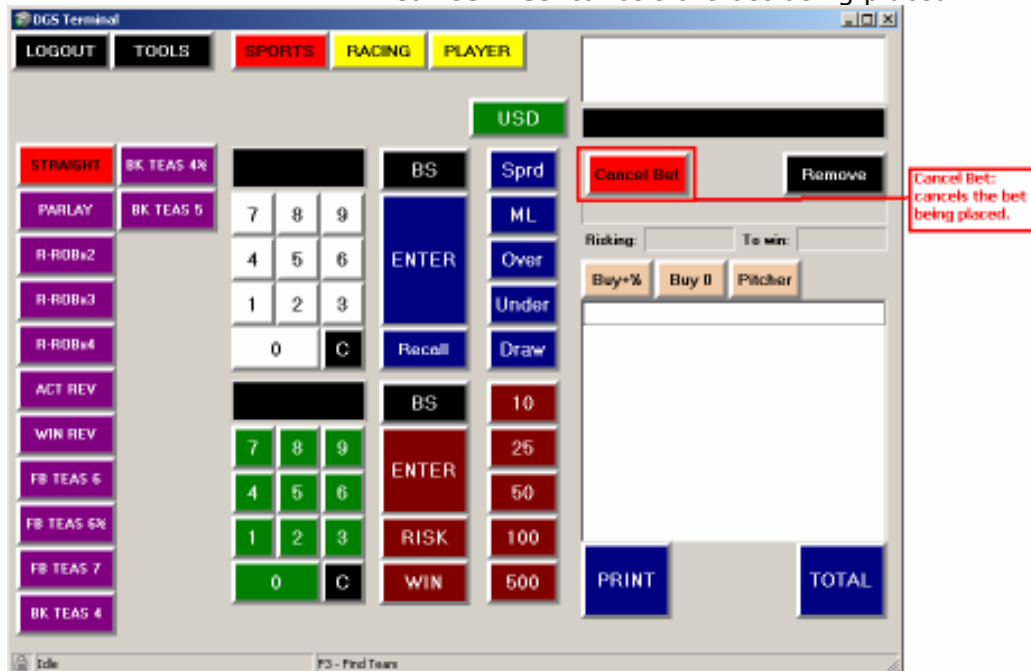 DGS Terminal
LOGOUT TOOLS SPORTS RACING PLAYER
USD
STRAIGHT BK TEAS 4½ BS Sprd Cancel Bet Remove
Cancel Bet:
cancels the bet
being placed.
PARLAY BK TEAS 5 7 8 9 ENTER ML
Risking: To win:
R-ROBx2 4 5 6 Over
Buy+½ Buy 0 Pitcher
R-ROBx3 1 2 3 Under
R-ROBx4 0 C Recall Draw
ACT REV BS 10
WIN REV 7 8 9 ENTER 25
FB TEAS 6 4 5 6 50
FB TEAS 6½ 1 2 3 RISK 100
FB TEAS 7 0 C WIN 500 PRINT TOTAL
BK TEAS 4
Idle F3 - Find Team